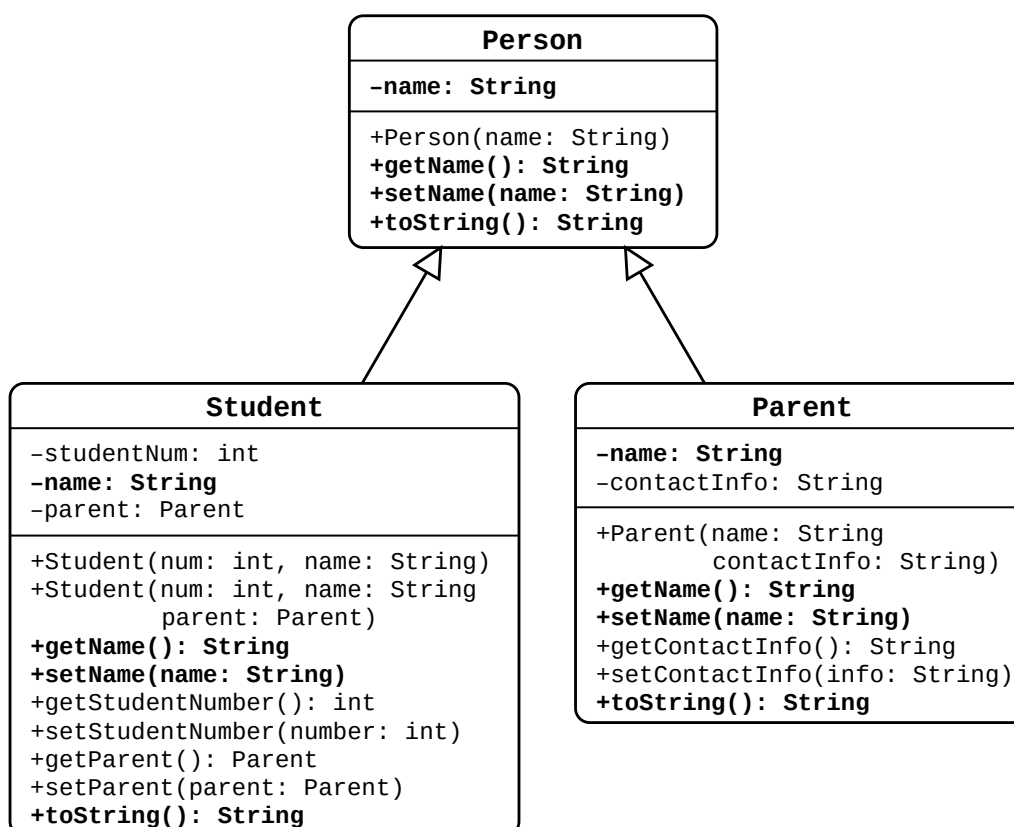 Person
–name: String
+Person(name: String)
+getName(): String
+setName(name: String)
+toString(): String
Student
–studentNum: int
–name: String
–parent: Parent
+Student(num: int, name: String)
+Student(num: int, name: String
parent: Parent)
+getName(): String
+setName(name: String)
+getStudentNumber(): int
+setStudentNumber(number: int)
+getParent(): Parent
+setParent(parent: Parent)
+toString(): String
Parent
–name: String
–contactInfo: String
+Parent(name: String
contactInfo: String)
+getName(): String
+setName(name: String)
+getContactInfo(): String
+setContactInfo(info: String)
+toString(): String